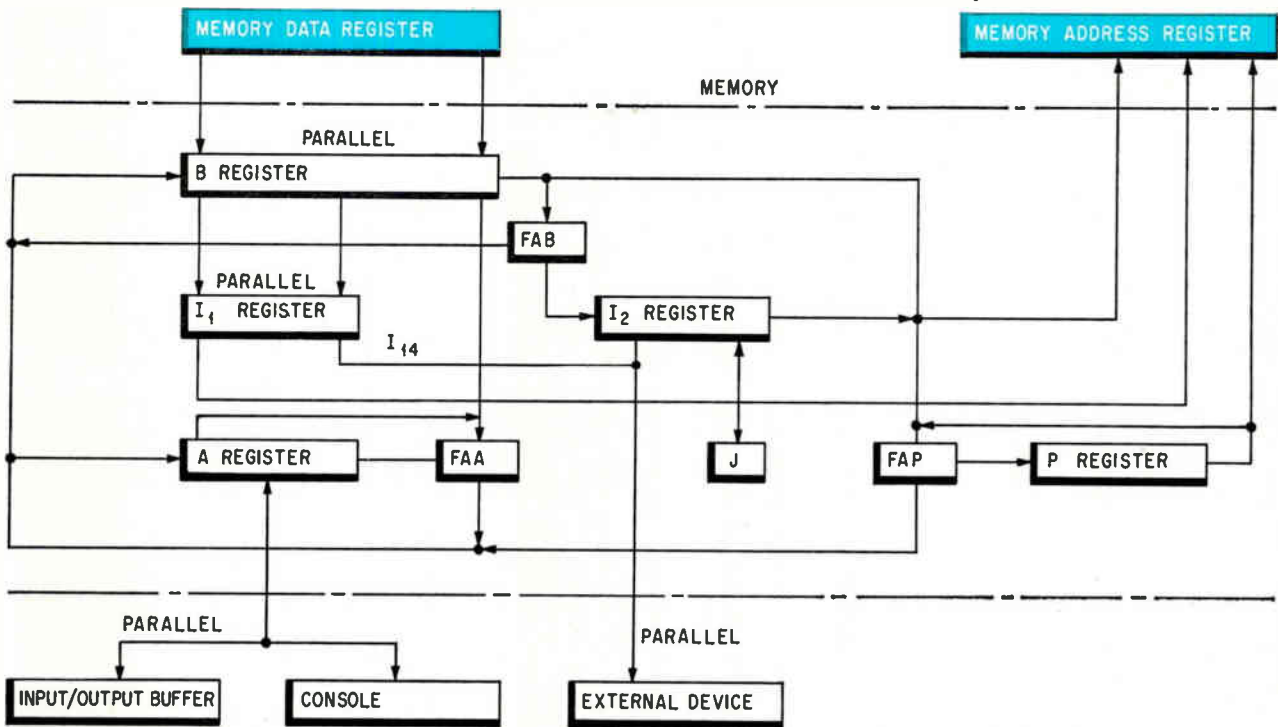 MEMORY DATA REGISTER
MEMORY ADDRESS REGISTER
MEMORY
PARALLEL
B REGISTER
FAB
PARALLEL
I₁ REGISTER
I₂ REGISTER
I₁₄
A REGISTER
FAA
J
FAP
P REGISTER
PARALLEL
PARALLEL
INPUT/OUTPUT BUFFER
CONSOLE
EXTERNAL DEVICE